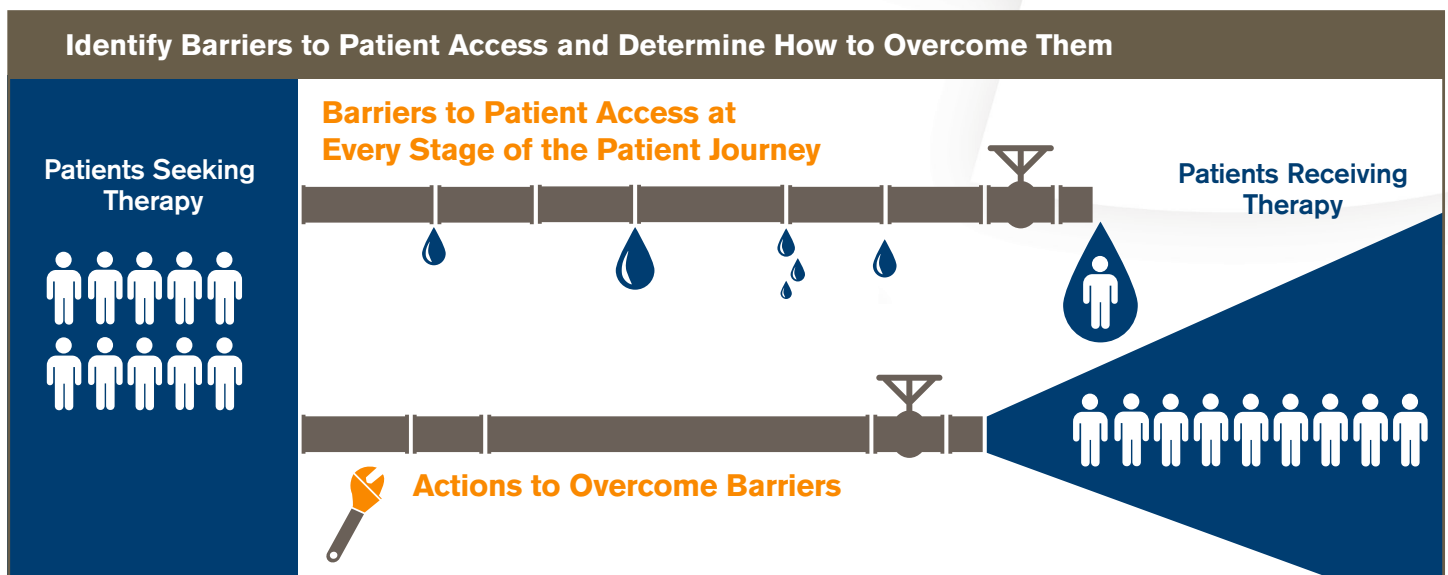 Identify Barriers to Patient Access and Determine How to Overcome Them
Patients Seeking
Therapy
Barriers to Patient Access at
Every Stage of the Patient Journey
Patients Receiving
Therapy
Actions to Overcome Barriers